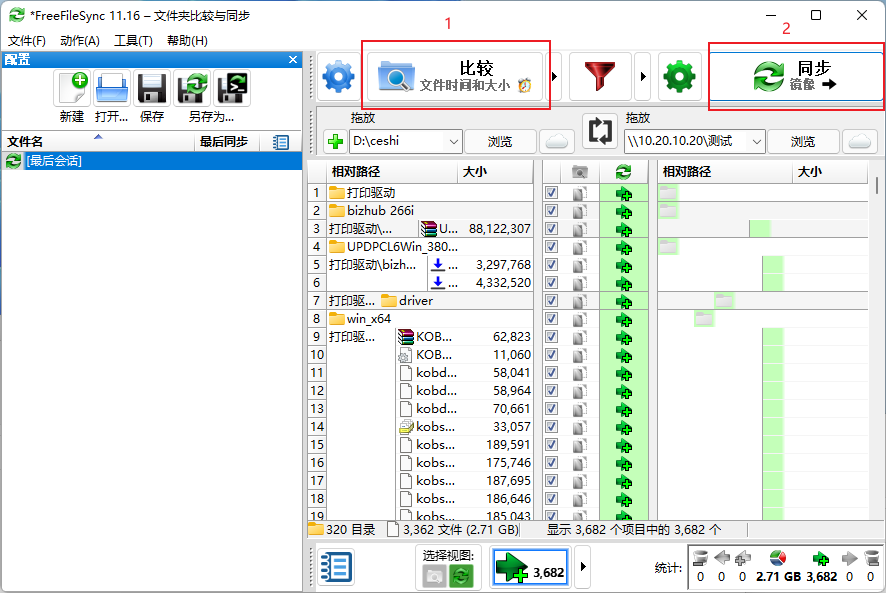 *FreeFileSync 11.16 – 文件夹比较与同步
文件(F) 动作(A) 工具(T) 帮助(H)
1
2
配置
新建 打开... 保存 另存为...
文件名 最后同步
[最后会话]
比较
文件时间和大小
同步
镜像
拖放
D:\ceshi 浏览
拖放
\\10.20.10.20\测试 浏览
相对路径 大小 相对路径 大小
1 打印驱动
2 bizhub 266i
3 打印驱动\... U... 88,122,307
4 UPDPCL6Win_380...
5 打印驱动\bizh... ... 3,297,768
6 ... 4,332,520
7 打印驱... driver
8 win_x64
9 打印驱... KOB... 62,823
10 KOB... 11,060
11 kobd... 58,041
12 kobd... 58,964
13 kobd... 70,661
14 kobs... 33,057
15 kobs... 189,591
16 kobs... 175,746
17 kobs... 187,695
18 kobs... 186,646
19 kobs... 185,043
320 目录 3,362 文件 (2.71 GB) 显示 3,682 个项目中的 3,682 个
选择视图:
3,682
统计:
0 0 0 2.71 GB 3,682 0 0